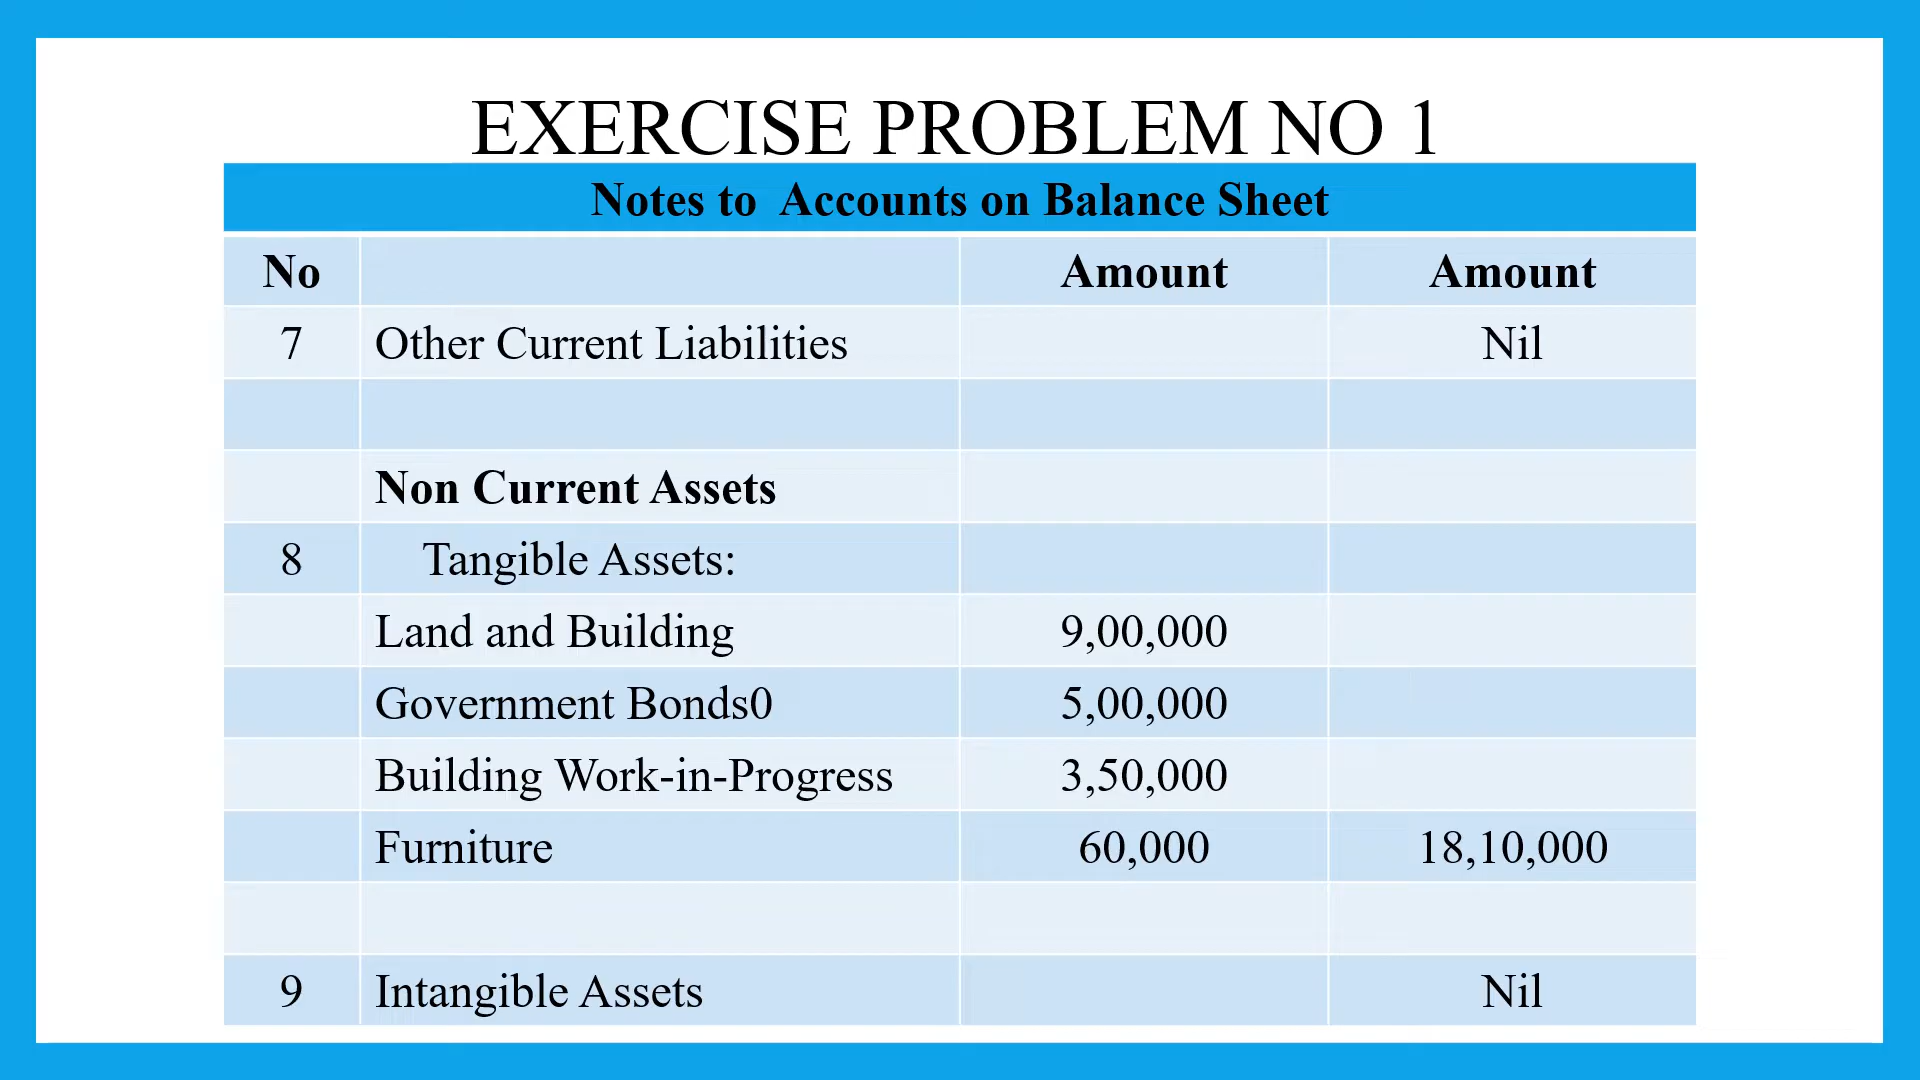 EXERCISE PROBLEM NO 1
Notes to Accounts on Balance Sheet
No Amount Amount
7 Other Current Liabilities Nil
Non Current Assets
8 Tangible Assets:
Land and Building 9,00,000
Government Bonds0 5,00,000
Building Work-in-Progress 3,50,000
Furniture 60,000 18,10,000
9 Intangible Assets Nil